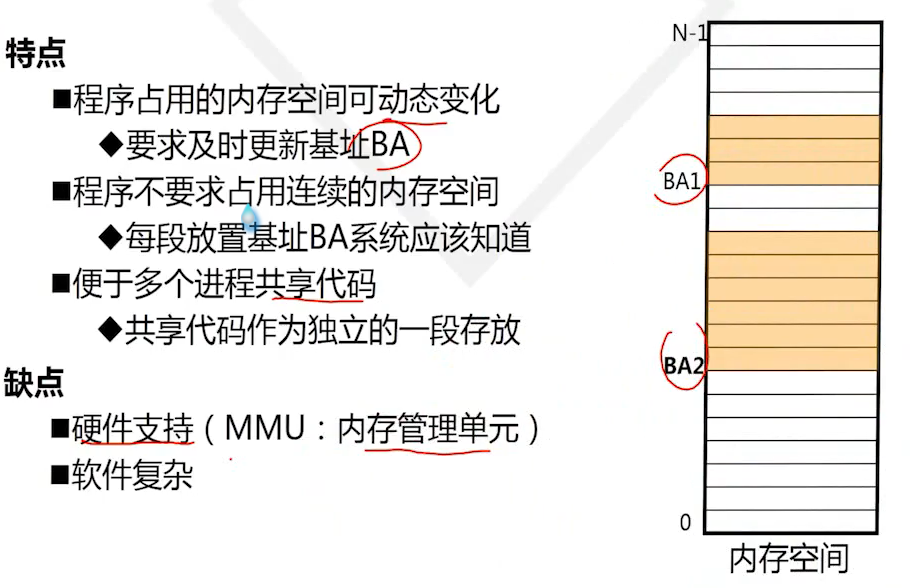 特点
■程序占用的内存空间可动态变化
◆要求及时更新基址BA
■程序不要求占用连续的内存空间
◆每段放置基址BA系统应该知道
■便于多个进程共享代码
◆共享代码作为独立的一段存放
缺点
■硬件支持（MMU：内存管理单元）
■软件复杂
N-1
BA1
BA2
0
内存空间